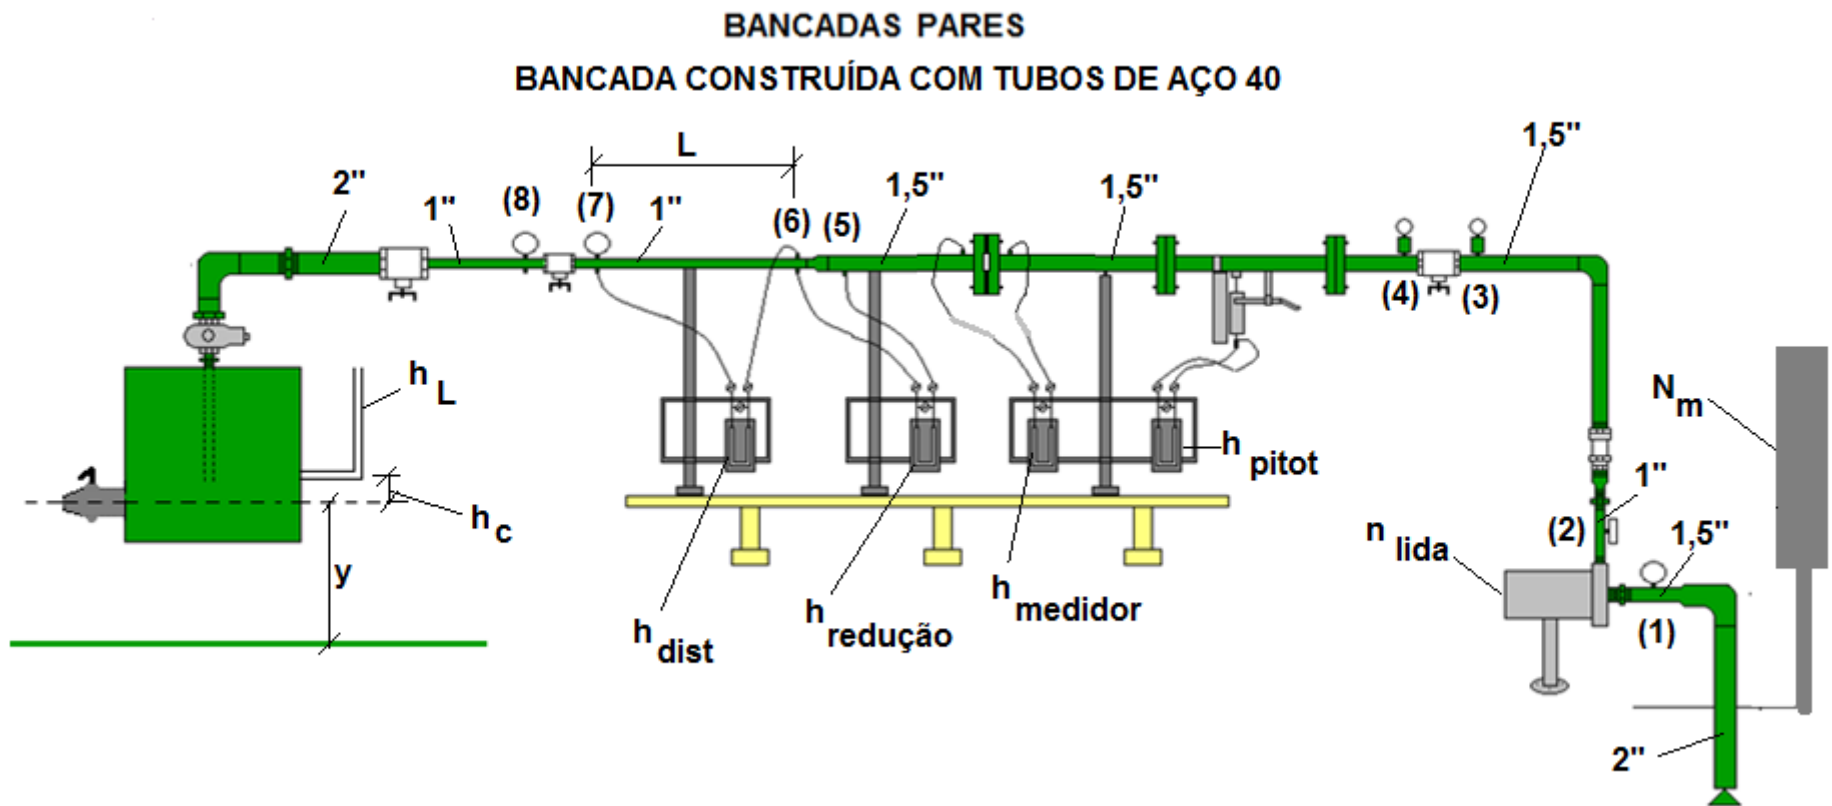 BANCADAS PARES
BANCADA CONSTRUÍDA COM TUBOS DE AÇO 40
L
1,5"
2"
1"
(8)
(7)
1"
(6)
(5)
1,5"
1,5"
(4)
(3)
1,5"
h L
h c
y
h dist
h redução
h medidor
h pitot
N m
n lida
(2)
1"
1,5"
(1)
2"